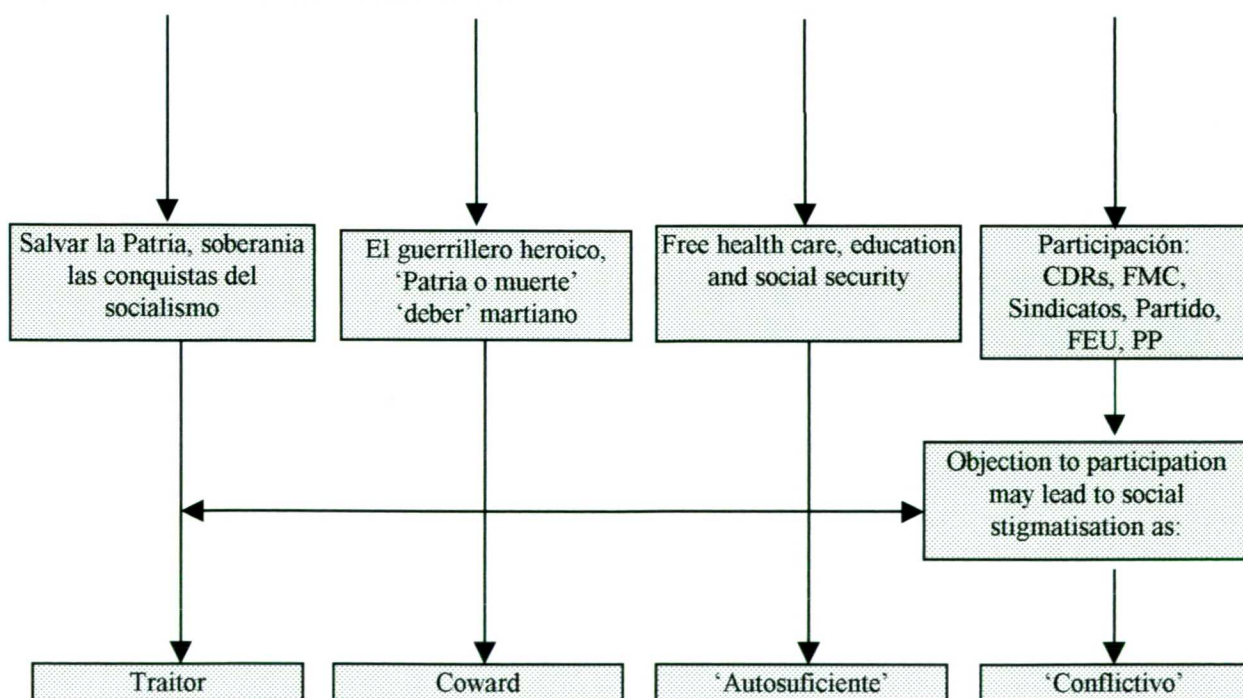 Salvar la Patria, soberania
las conquistas del
socialismo
El guerrillero heroico,
‘Patria o muerte’
‘deber’ martiano
Free health care, education
and social security
Participación:
CDRs, FMC,
Sindicatos, Partido,
FEU, PP
Objection to participation
may lead to social
stigmatisation as:
Traitor
Coward
‘Autosuficiente’
‘Conflictivo’